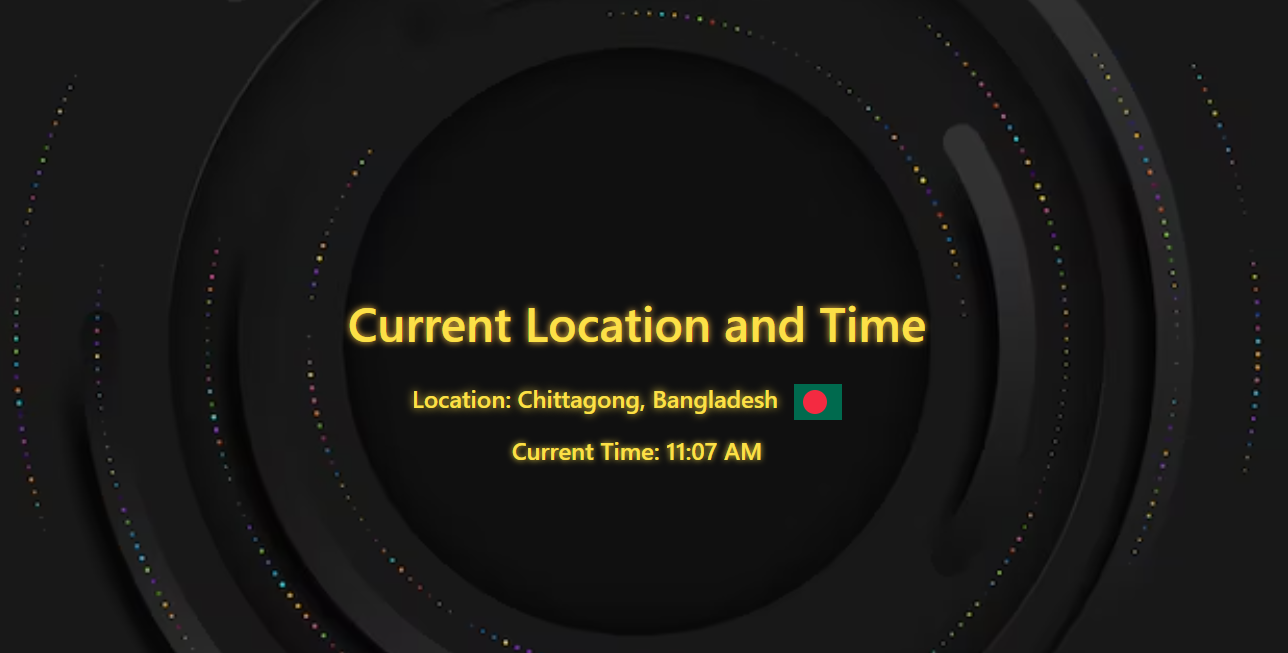 Current Location and Time
Location: Chittagong, Bangladesh
Current Time: 11:07 AM